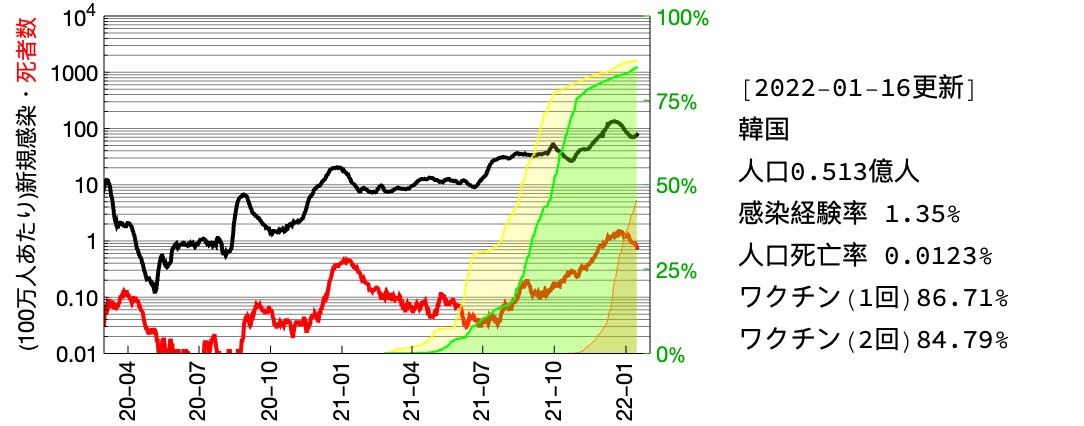 (100万人あたり)新規感染・死者数
10^4
1000
100
10
1
0.10
0.01
100%
75%
50%
25%
0%
20-04
20-07
20-10
21-01
21-04
21-07
21-10
22-01
[2022-01-16更新]
韓国
人口0.513億人
感染経験率 1.35%
人口死亡率 0.0123%
ワクチン(1回)86.71%
ワクチン(2回)84.79%